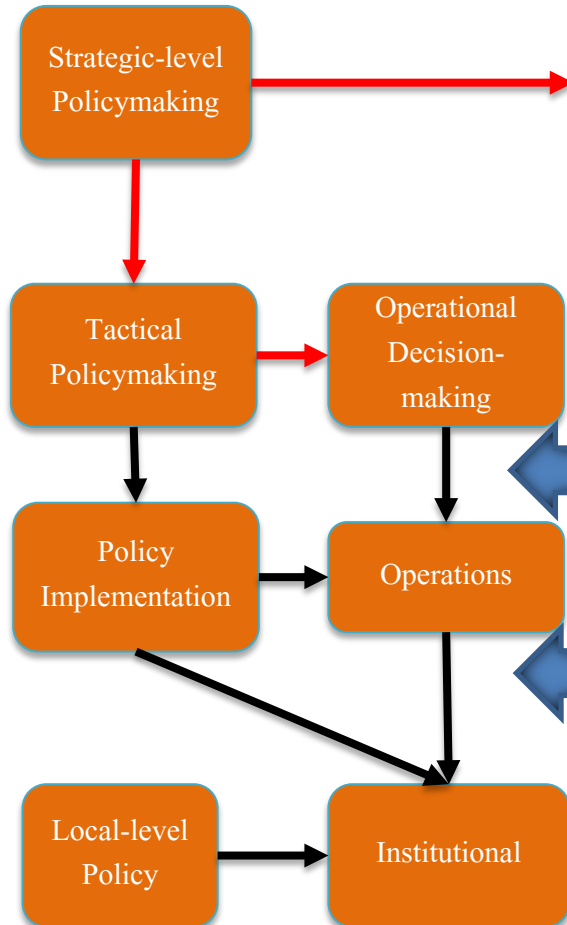 Strategic-level
Policymaking
Tactical
Policymaking
Operational
Decision-
making
Policy
Implementation
Operations
Local-level
Policy
Institutional